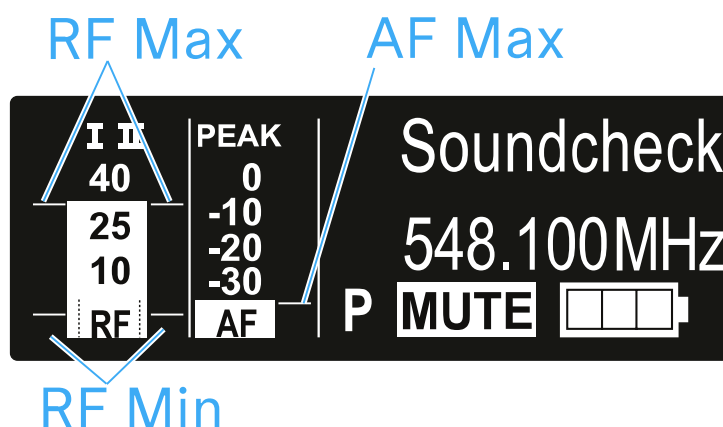 RF Max
AF Max
I II
PEAK
Soundcheck
40
0
25
-10
548.100MHz
10
-20
-30
RF
AF
P
MUTE
RF Min